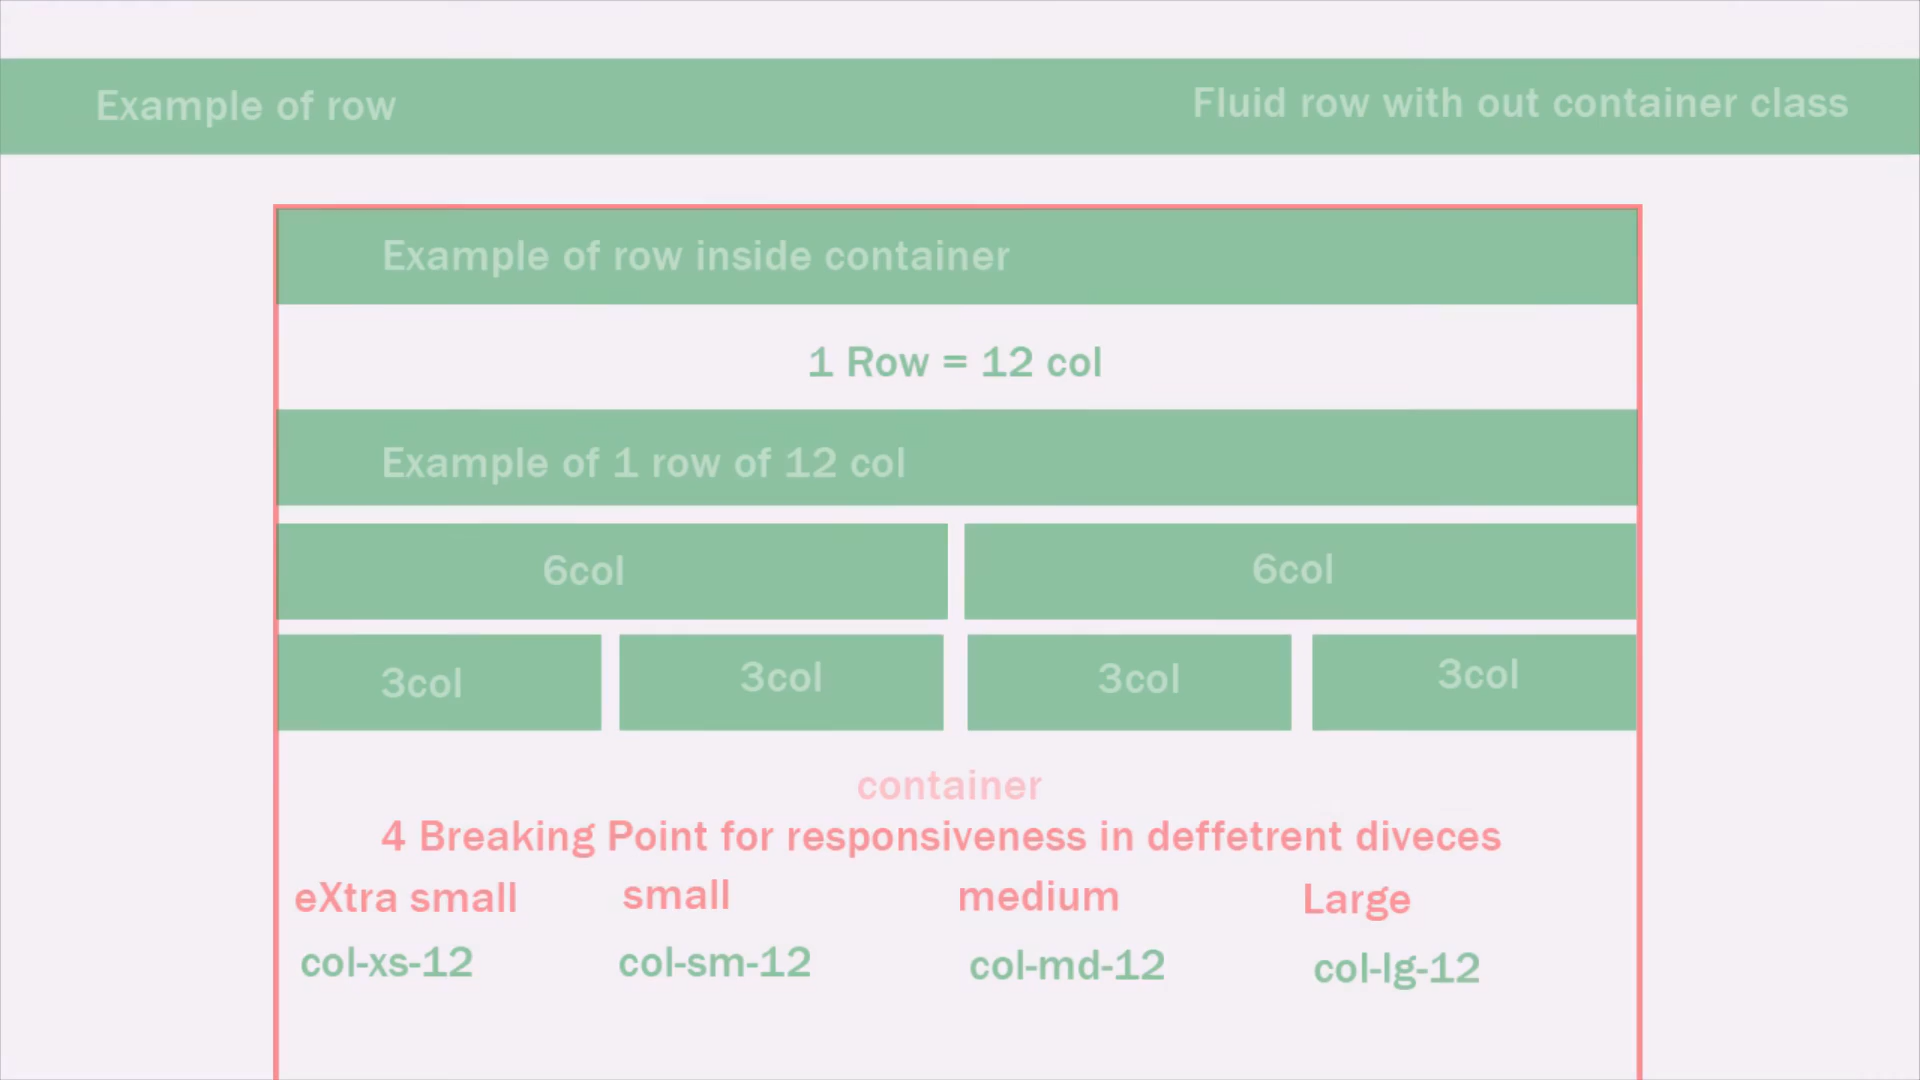 Example of row
Fluid row with out container class
Example of row inside container
1 Row = 12 col
Example of 1 row of 12 col
6col
6col
3col
3col
3col
3col
container
4 Breaking Point for responsiveness in deffetrent diveces
eXtra small
small
medium
Large
col-xs-12
col-sm-12
col-md-12
col-lg-12